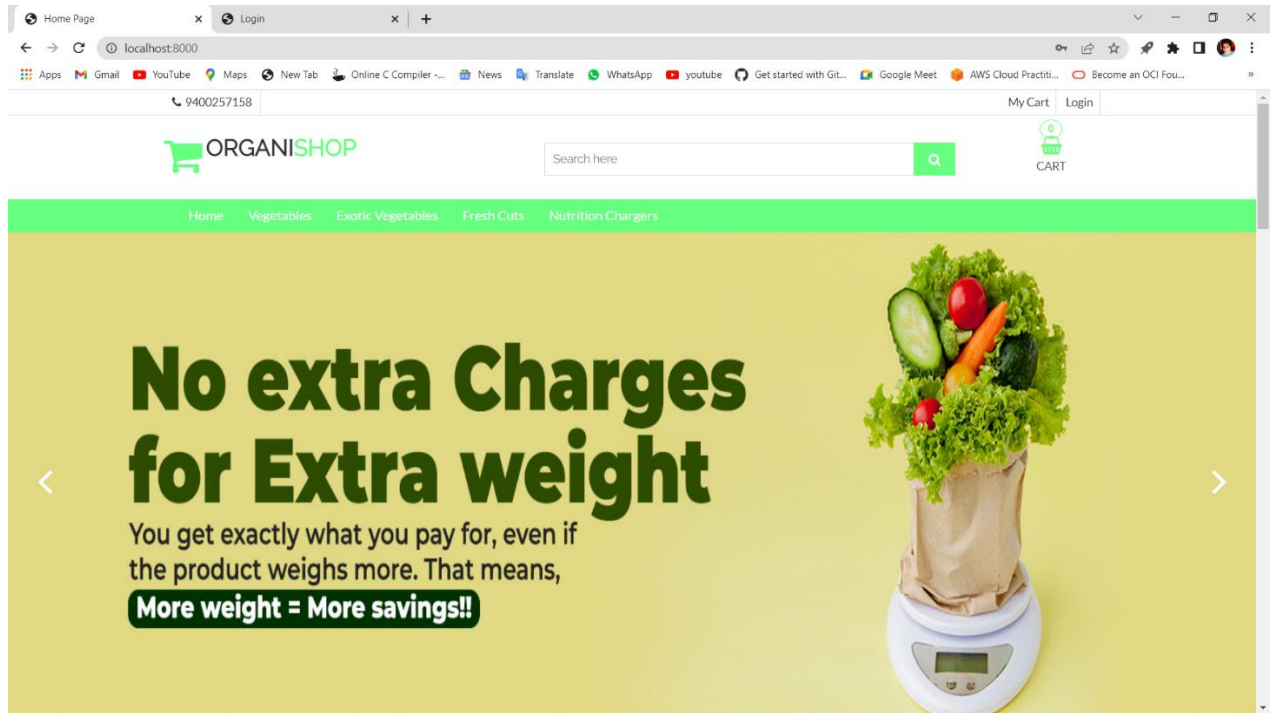 Home Page
Login
localhost:8000
Apps Gmail YouTube Maps New Tab Online C Compiler -... News Translate WhatsApp youtube Get started with Git... Google Meet AWS Cloud Practiti... Become an OCI Fou... »
9400257158
My Cart Login
ORGANISHOP
Search here
0
CART
Home Vegetables Exotic Vegetables Fresh Cuts Nutrition Chargers
No extra Charges
for Extra weight
You get exactly what you pay for, even if
the product weighs more. That means,
More weight = More savings!!